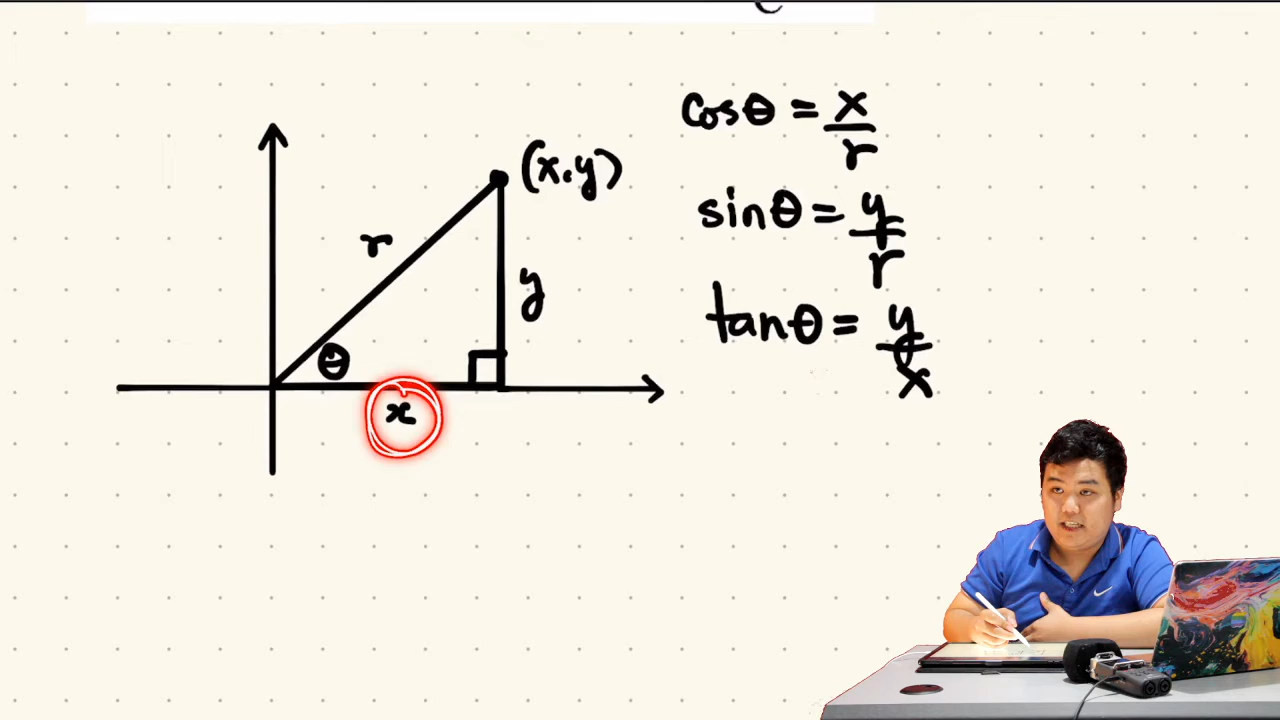 cosθ = x/r
(x,y)
r
sinθ = y/r
y
tanθ = y/x
θ
x